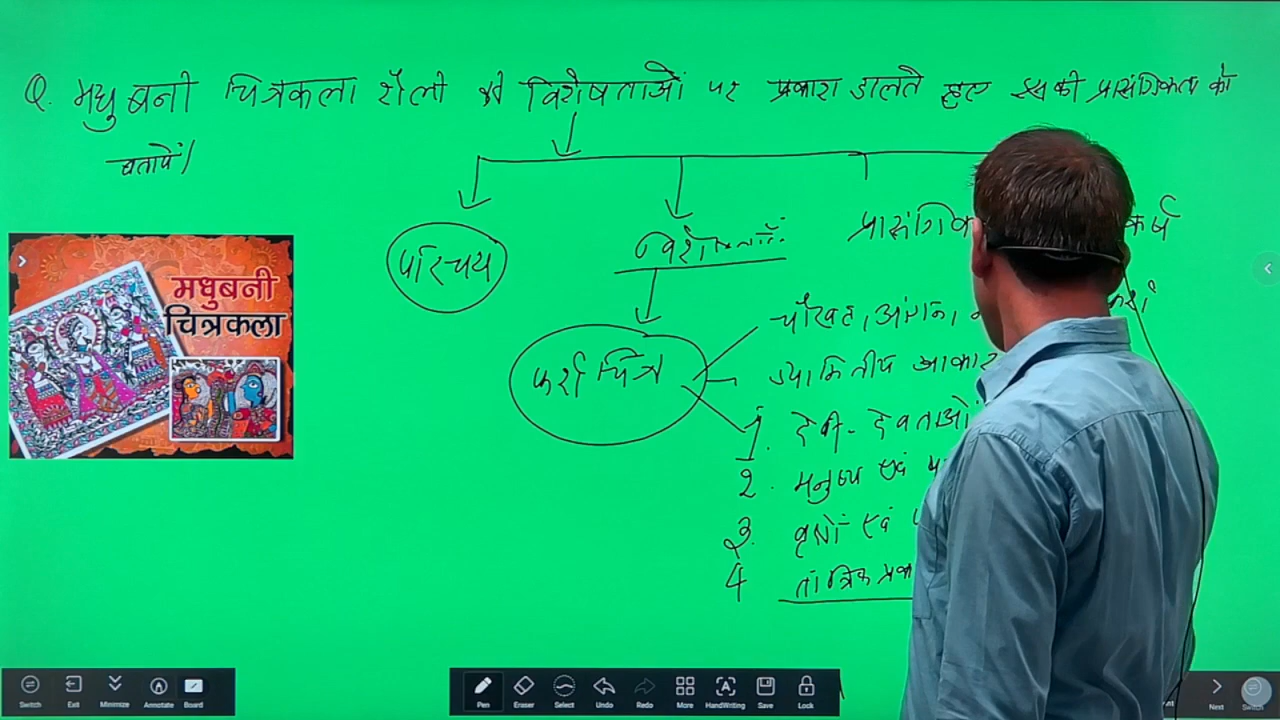 Q. मधुबनी चित्रकला शैली की विशेषताओं पर प्रकाश डालते हुए इसकी प्रासंगिकता को
बतायें।
परिचय
विशेषताएं
प्रासंगिक
कर्ष
मधुबनी
चित्रकला
फर्श चित्र
चौखट, आंगन,
ज्यामितीय आकार
1. देवी-देवताओं
2. मनुष्य एवं
3. वृक्षों एवं
4 तांत्रिक
Switch Exit Minimize Annotate Board
Pen Eraser Select Undo Redo More HandWriting Save Lock
Next Switch